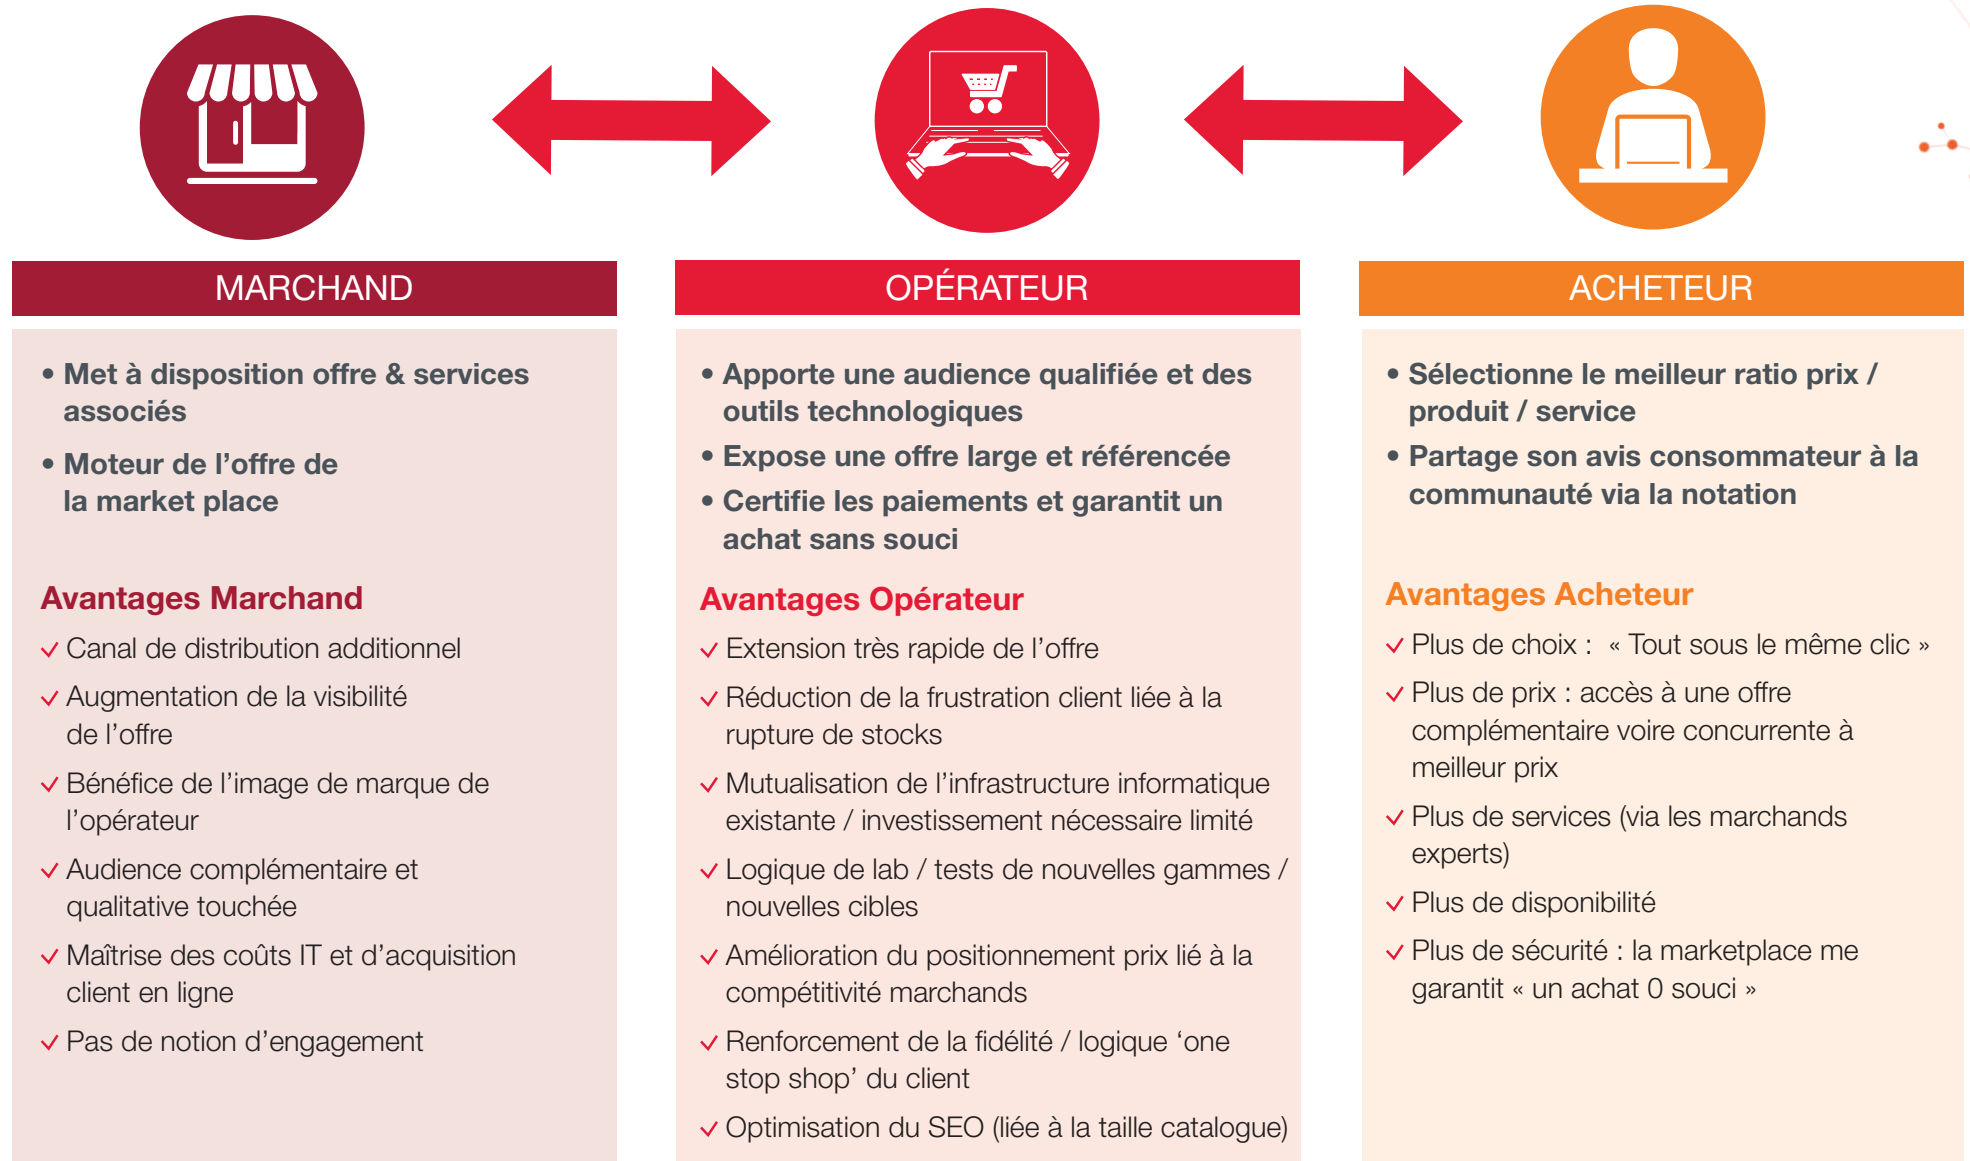 MARCHAND
• Met à disposition offre & services
associés
• Moteur de l’offre de
la market place
Avantages Marchand
Canal de distribution additionnel
Augmentation de la visibilité
de l’offre
Bénéfice de l’image de marque de
l’opérateur
Audience complémentaire et
qualitative touchée
Maîtrise des coûts IT et d’acquisition
client en ligne
Pas de notion d’engagement
OPÉRATEUR
• Apporte une audience qualifiée et des
outils technologiques
• Expose une offre large et référencée
• Certifie les paiements et garantit un
achat sans souci
Avantages Opérateur
Extension très rapide de l’offre
Réduction de la frustration client liée à la
rupture de stocks
Mutualisation de l’infrastructure informatique
existante / investissement nécessaire limité
Logique de lab / tests de nouvelles gammes /
nouvelles cibles
Amélioration du positionnement prix lié à la
compétitivité marchands
Renforcement de la fidélité / logique ‘one
stop shop’ du client
Optimisation du SEO (liée à la taille catalogue)
ACHETEUR
• Sélectionne le meilleur ratio prix /
produit / service
• Partage son avis consommateur à la
communauté via la notation
Avantages Acheteur
Plus de choix : « Tout sous le même clic »
Plus de prix : accès à une offre
complémentaire voire concurrente à
meilleur prix
Plus de services (via les marchands
experts)
Plus de disponibilité
Plus de sécurité : la marketplace me
garantit « un achat 0 souci »